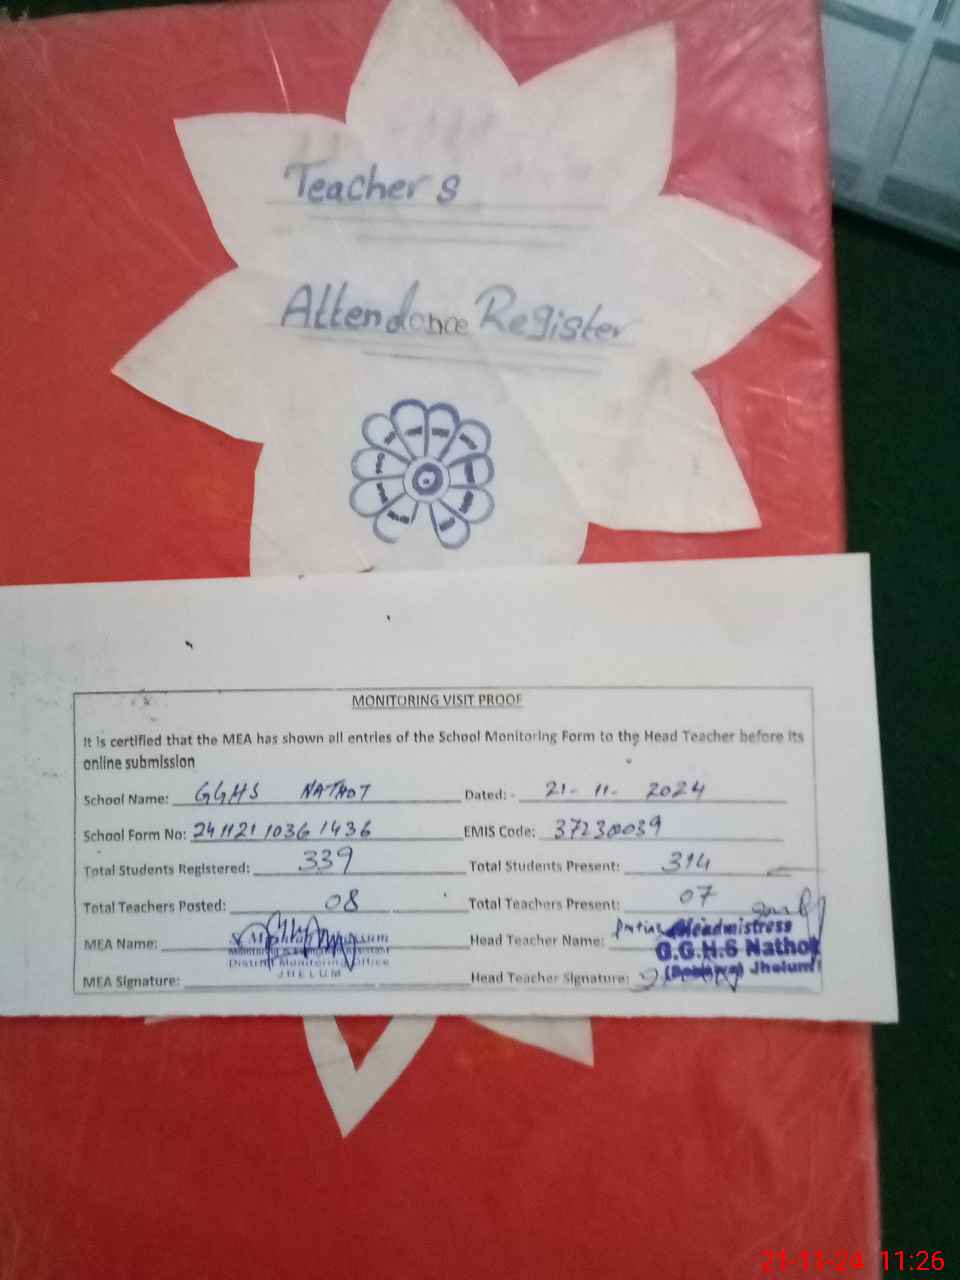 Teacher s
Attendance Register
MONITORING VISIT PROOF
It is certified that the MEA has shown all entries of the School Monitoring Form to the Head Teacher before its
online submission
School Name: GGHS NATHOT Dated: - 21- 11- 2024
School Form No: 241121 1036 1436 EMIS Code: 37230039
Total Students Registered: 339 Total Students Present: 314
Total Teachers Posted: 08 Total Teachers Present: 07
MEA Name: Head Teacher Name: Headmistress
G.G.H.S Nathot
District Monitoring Office
JHELUM
Jhelum
MEA Signature: Head Teacher Signature:
21-11-24 11:26